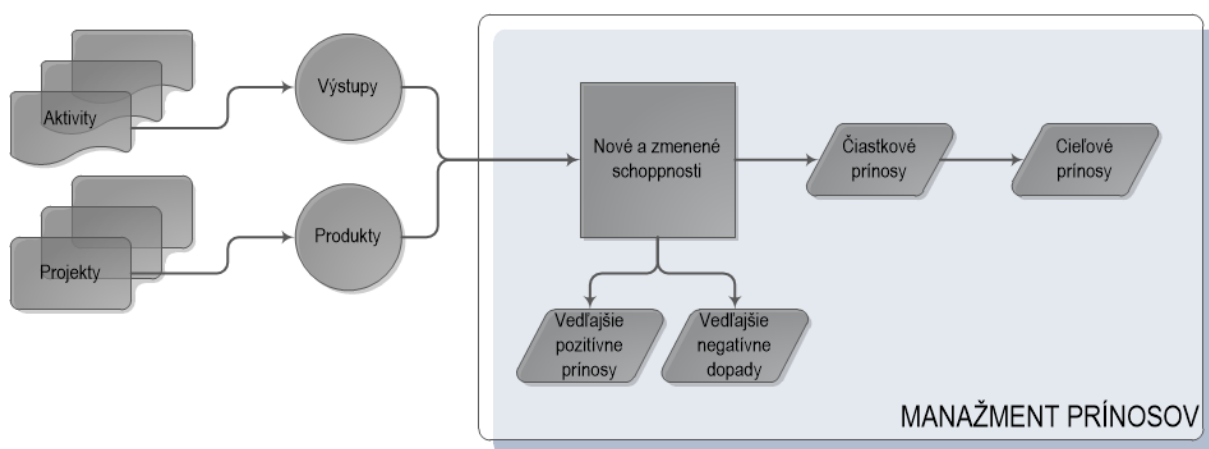 Aktivity
Výstupy
Projekty
Produkty
Nové a zmenené
schoppnosti
Čiastkové
prínosy
Cieľové
prínosy
Vedľajšie
pozitívne
prínosy
Vedľajšie
negatívne
dopady
MANAŽMENT PRÍNOSOV